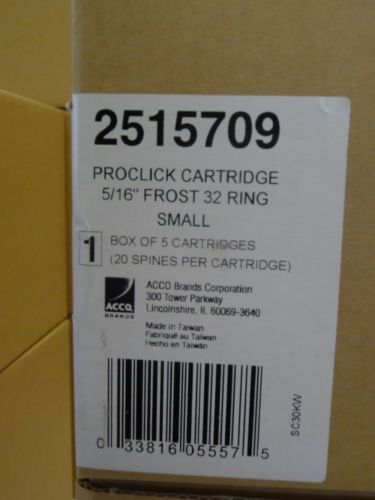 2515709
PROCLICK CARTRIDGE
5/16" FROST 32 RING
SMALL
1 BOX OF 5 CARTRIDGES
(20 SPINES PER CARTRIDGE)
ACCO
BRANDS
ACCO Brands Corporation
300 Tower Parkway
Lincolnshire, IL 60069-3640
Made in Taiwan
Fabriqué au Taiwan
Hecho en Taiwán
SC30KW
0 33816 05557 5